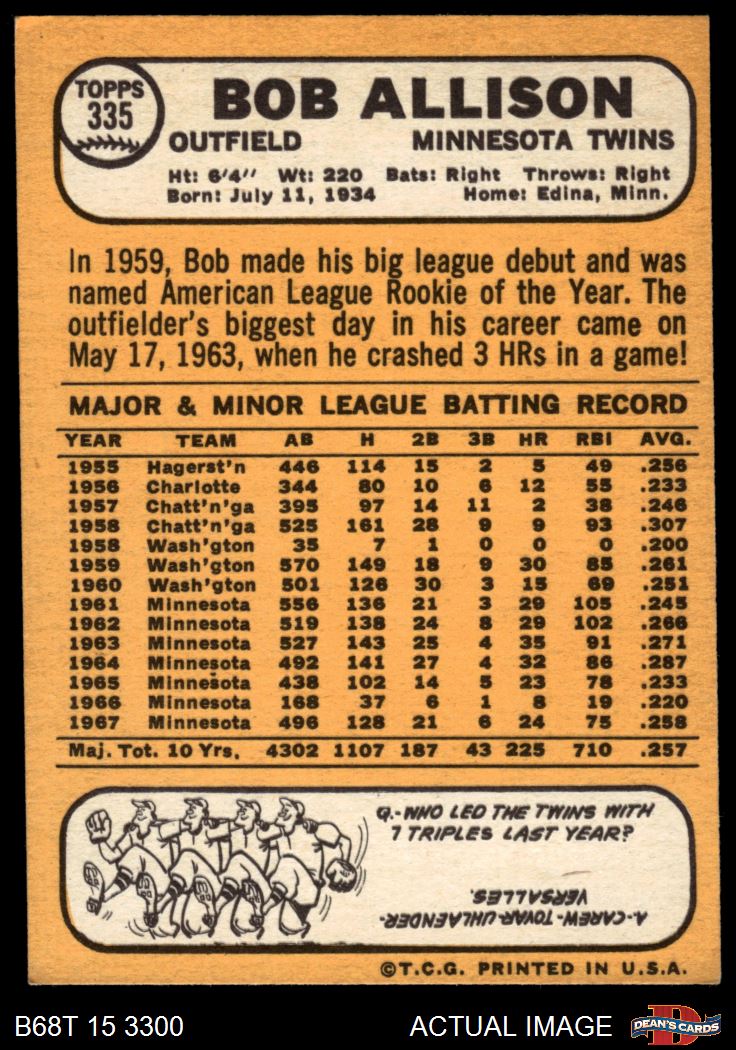 TOPPS
335
BOB ALLISON
OUTFIELD MINNESOTA TWINS
Ht: 6'4" Wt: 220 Bats: Right Throws: Right
Born: July 11, 1934 Home: Edina, Minn.
In 1959, Bob made his big league debut and was
named American League Rookie of the Year. The
outfielder's biggest day in his career came on
May 17, 1963, when he crashed 3 HRs in a game!
MAJOR & MINOR LEAGUE BATTING RECORD
YEAR TEAM AB H 2B 3B HR RBI AVG.
1955 Hagerst'n 446 114 15 2 5 49 .256
1956 Charlotte 344 80 10 6 12 55 .233
1957 Chatt'n'ga 395 97 14 11 2 38 .246
1958 Chatt'n'ga 525 161 28 9 9 93 .307
1958 Wash'gton 35 7 1 0 0 0 .200
1959 Wash'gton 570 149 18 9 30 85 .261
1960 Wash'gton 501 126 30 3 15 69 .251
1961 Minnesota 556 136 21 3 29 105 .245
1962 Minnesota 519 138 24 8 29 102 .266
1963 Minnesota 527 143 25 4 35 91 .271
1964 Minnesota 492 141 27 4 32 86 .287
1965 Minnesota 438 102 14 5 23 78 .233
1966 Minnesota 168 37 6 1 8 19 .220
1967 Minnesota 496 128 21 6 24 75 .258
Maj. Tot. 10 Yrs. 4302 1107 187 43 225 710 .257
Q.-WHO LED THE TWINS WITH
7 TRIPLES LAST YEAR?
A-CAREW-TOVAR-UHLAENDER-
VERSALLES.
©T.C.G. PRINTED IN U.S.A.
B68T 15 3300 ACTUAL IMAGE
D
DEAN'S CARDS